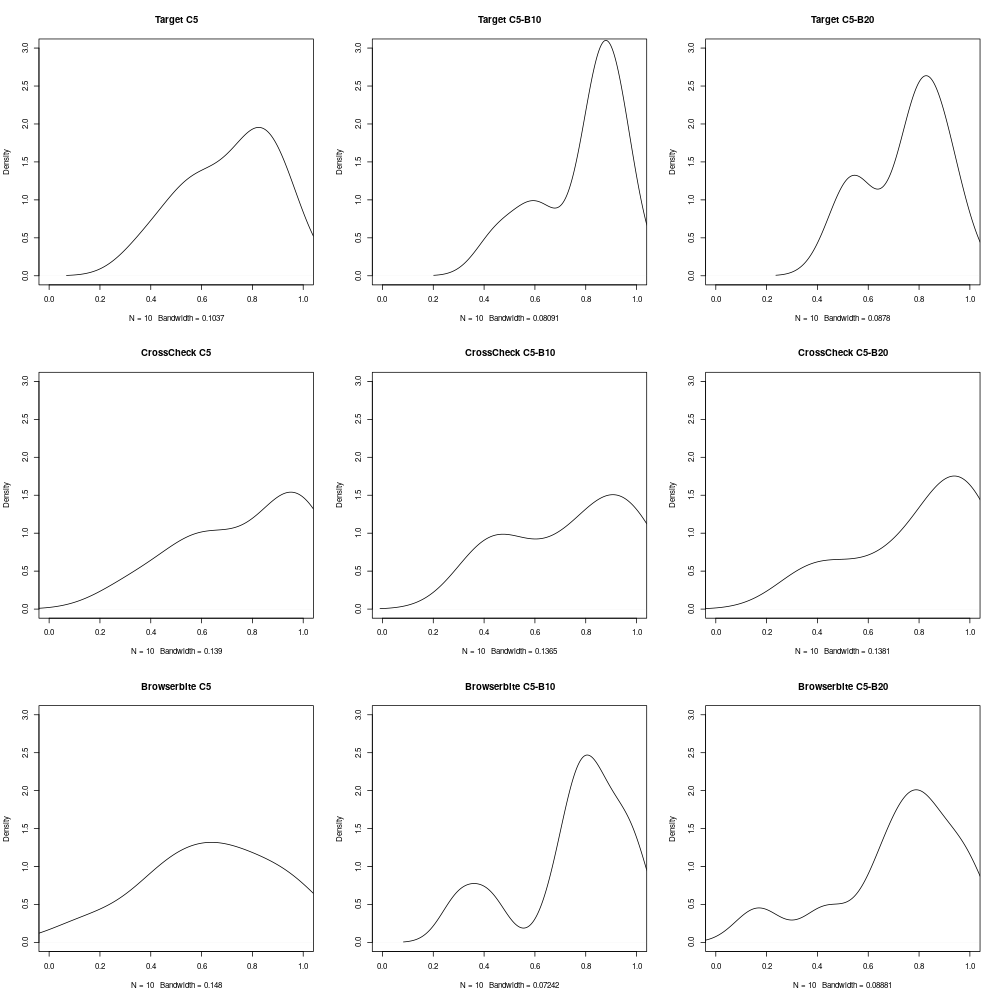 Target C5
Density
0.0 0.5 1.0 1.5 2.0 2.5 3.0
0.0 0.2 0.4 0.6 0.8 1.0
N = 10 Bandwidth = 0.1037
Target C5-B10
Density
0.0 0.5 1.0 1.5 2.0 2.5 3.0
0.0 0.2 0.4 0.6 0.8 1.0
N = 10 Bandwidth = 0.08091
Target C5-B20
Density
0.0 0.5 1.0 1.5 2.0 2.5 3.0
0.0 0.2 0.4 0.6 0.8 1.0
N = 10 Bandwidth = 0.0878
CrossCheck C5
Density
0.0 0.5 1.0 1.5 2.0 2.5 3.0
0.0 0.2 0.4 0.6 0.8 1.0
N = 10 Bandwidth = 0.139
CrossCheck C5-B10
Density
0.0 0.5 1.0 1.5 2.0 2.5 3.0
0.0 0.2 0.4 0.6 0.8 1.0
N = 10 Bandwidth = 0.1365
CrossCheck C5-B20
Density
0.0 0.5 1.0 1.5 2.0 2.5 3.0
0.0 0.2 0.4 0.6 0.8 1.0
N = 10 Bandwidth = 0.1381
Browserbite C5
Density
0.0 0.5 1.0 1.5 2.0 2.5 3.0
0.0 0.2 0.4 0.6 0.8 1.0
N = 10 Bandwidth = 0.148
Browserbite C5-B10
Density
0.0 0.5 1.0 1.5 2.0 2.5 3.0
0.0 0.2 0.4 0.6 0.8 1.0
N = 10 Bandwidth = 0.07242
Browserbite C5-B20
Density
0.0 0.5 1.0 1.5 2.0 2.5 3.0
0.0 0.2 0.4 0.6 0.8 1.0
N = 10 Bandwidth = 0.08881